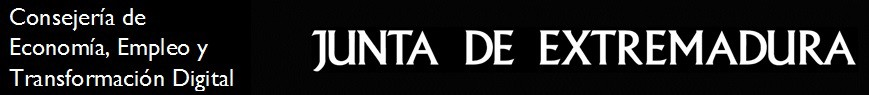 Consejería de
Economía, Empleo y
Transformación Digital
JUNTA DE EXTREMADURA